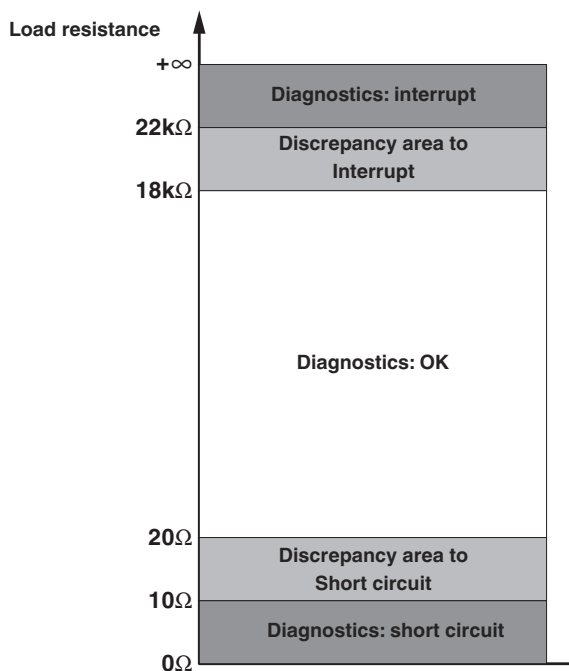 Load resistance
+∞
Diagnostics: interrupt
22kΩ
Discrepancy area to
Interrupt
18kΩ
Diagnostics: OK
20Ω
Discrepancy area to
Short circuit
10Ω
Diagnostics: short circuit
0Ω